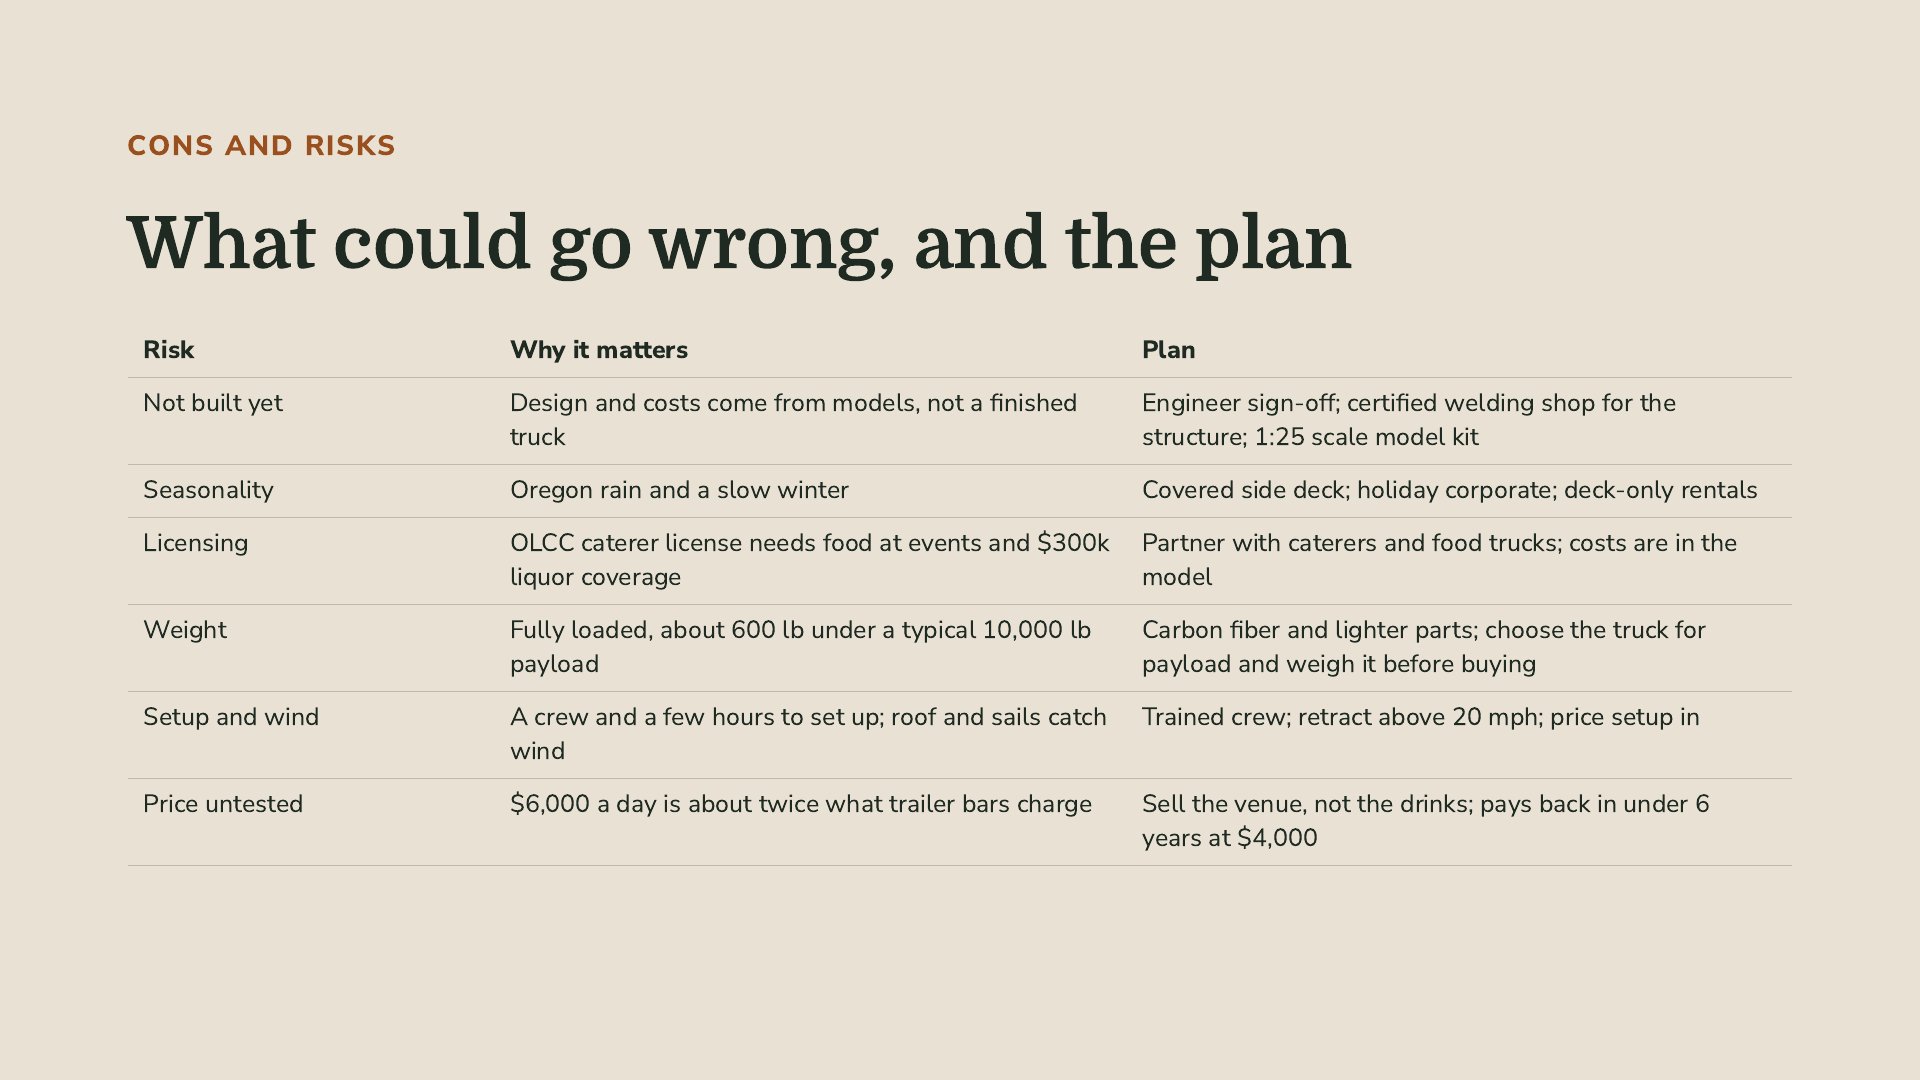 CONS AND RISKS
What could go wrong, and the plan
Risk Why it matters Plan
Not built yet Design and costs come from models, not a finished Engineer sign-off; certified welding shop for the
truck structure; 1:25 scale model kit
Seasonality Oregon rain and a slow winter Covered side deck; holiday corporate; deck-only rentals
Licensing OLCC caterer license needs food at events and $300k Partner with caterers and food trucks; costs are in the
liquor coverage model
Weight Fully loaded, about 600 lb under a typical 10,000 lb Carbon fiber and lighter parts; choose the truck for
payload payload and weigh it before buying
Setup and wind A crew and a few hours to set up; roof and sails catch Trained crew; retract above 20 mph; price setup in
wind
Price untested $6,000 a day is about twice what trailer bars charge Sell the venue, not the drinks; pays back in under 6
years at $4,000